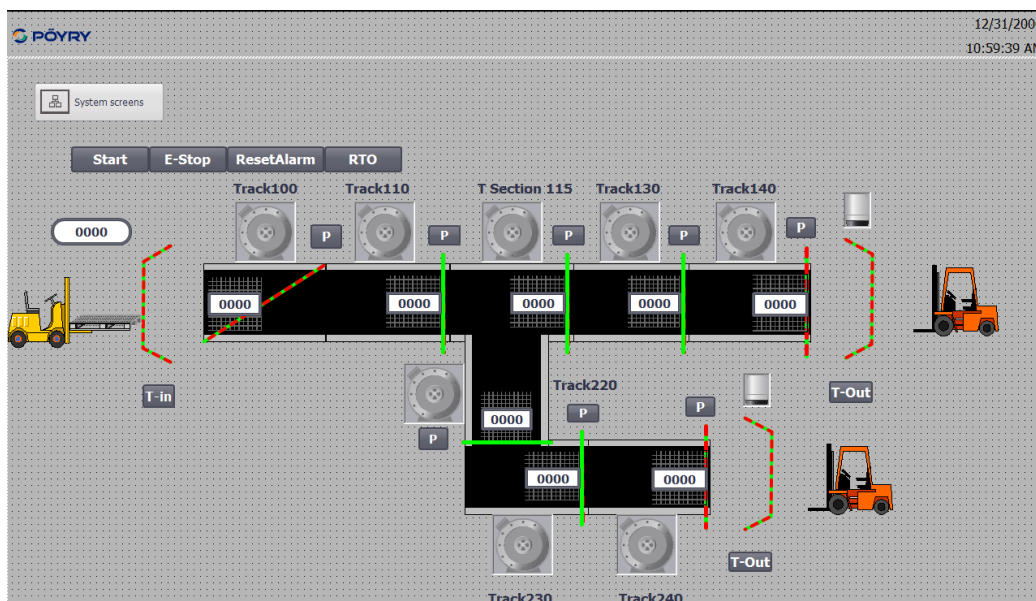 12/31/200
PÖYRY
10:59:39 AM
System screens
Start E-Stop ResetAlarm RTO
Track100 Track110 T Section 115 Track130 Track140
0000 P P P P P
0000 0000 0000 0000 0000
T-in Track220 T-Out
0000 P P
P
0000 0000
T-Out
Track230 Track240